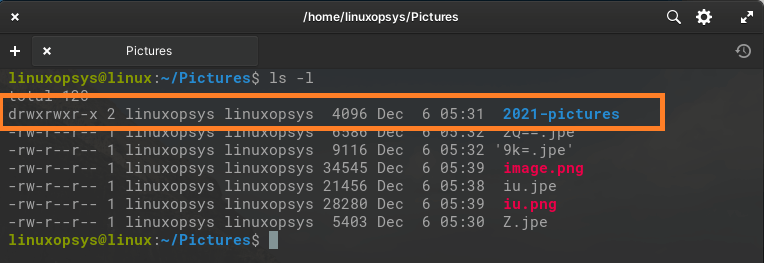 /home/linuxopsys/Pictures
Pictures
linuxopsys@linux:~/Pictures$ ls -l
total 120
drwxrwxr-x 2 linuxopsys linuxopsys  4096 Dec  6 05:31  2021-pictures
-rw-r--r-- 1 linuxopsys linuxopsys  6586 Dec  6 05:32 '2Q==.jpe'
-rw-r--r-- 1 linuxopsys linuxopsys  9116 Dec  6 05:32 '9k=.jpe'
-rw-r--r-- 1 linuxopsys linuxopsys 34545 Dec  6 05:39  image.png
-rw-r--r-- 1 linuxopsys linuxopsys 21456 Dec  6 05:38  iu.jpe
-rw-r--r-- 1 linuxopsys linuxopsys 28280 Dec  6 05:39  iu.png
-rw-r--r-- 1 linuxopsys linuxopsys  5403 Dec  6 05:30  Z.jpe
linuxopsys@linux:~/Pictures$